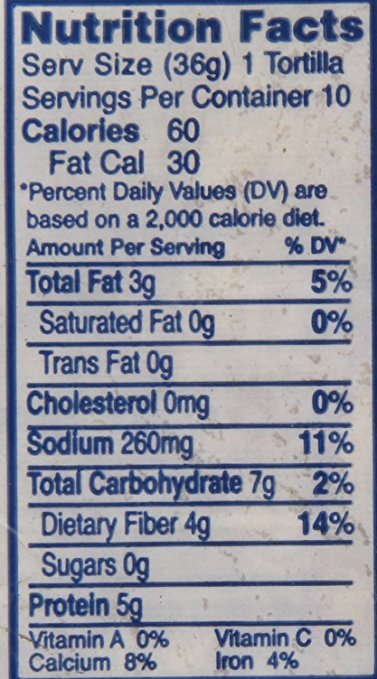 Nutrition Facts
Serv Size (36g) 1 Tortilla
Servings Per Container 10
Calories 60
Fat Cal 30
*Percent Daily Values (DV) are
based on a 2,000 calorie diet.
Amount Per Serving % DV*
Total Fat 3g 5%
Saturated Fat 0g 0%
Trans Fat 0g
Cholesterol 0mg 0%
Sodium 260mg 11%
Total Carbohydrate 7g 2%
Dietary Fiber 4g 14%
Sugars 0g
Protein 5g
Vitamin A 0% Vitamin C 0%
Calcium 8% Iron 4%